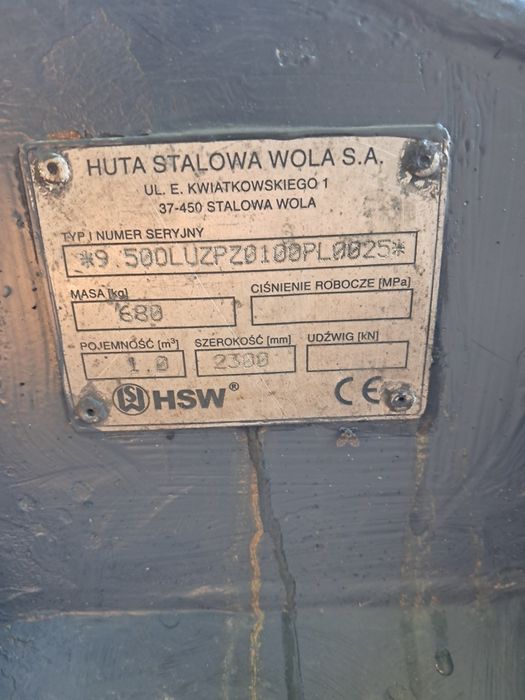 HUTA STALOWA WOLA S.A.
UL. E. KWIATKOWSKIEGO 1
37-450 STALOWA WOLA
TYP I NUMER SERYJNY
*9.500LUZPZ0100PL0025*
MASA [kg] CIŚNIENIE ROBOCZE [MPa]
680
POJEMNOŚĆ [m³] SZEROKOŚĆ [mm] UDŹWIG [kN]
1.0 2300
HSW® CE